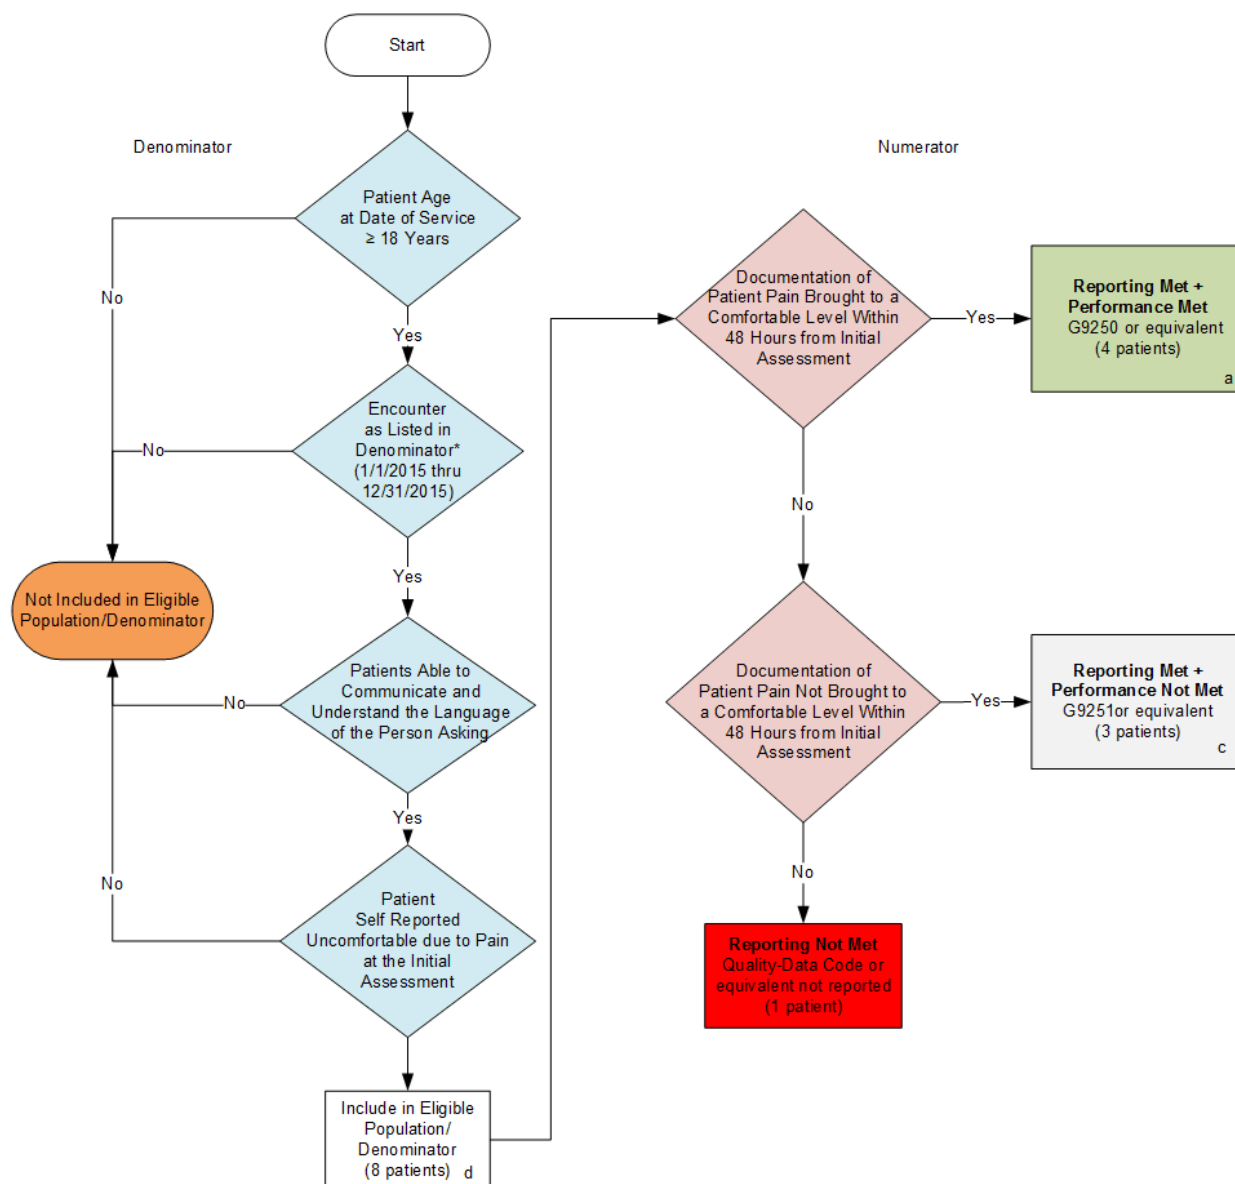 Start
Denominator
Patient Age
at Date of Service
≥ 18 Years
No
Yes
Encounter
as Listed in
Denominator*
(1/1/2015 thru
12/31/2015)
No
Yes
Not Included in Eligible
Population/Denominator
Patients Able to
Communicate and
Understand the Language
of the Person Asking
No
Yes
Patient
Self Reported
Uncomfortable due to Pain
at the Initial
Assessment
No
Include in Eligible
Population/
Denominator
(8 patients)
d
Numerator
Documentation of
Patient Pain Brought to a
Comfortable Level Within
48 Hours from Initial
Assessment
Yes
Reporting Met +
Performance Met
G9250 or equivalent
(4 patients)
a
No
Documentation of
Patient Pain Not Brought to
a Comfortable Level Within
48 Hours from Initial
Assessment
Yes
Reporting Met +
Performance Not Met
G9251or equivalent
(3 patients)
c
No
Reporting Not Met
Quality-Data Code or
equivalent not reported
(1 patient)